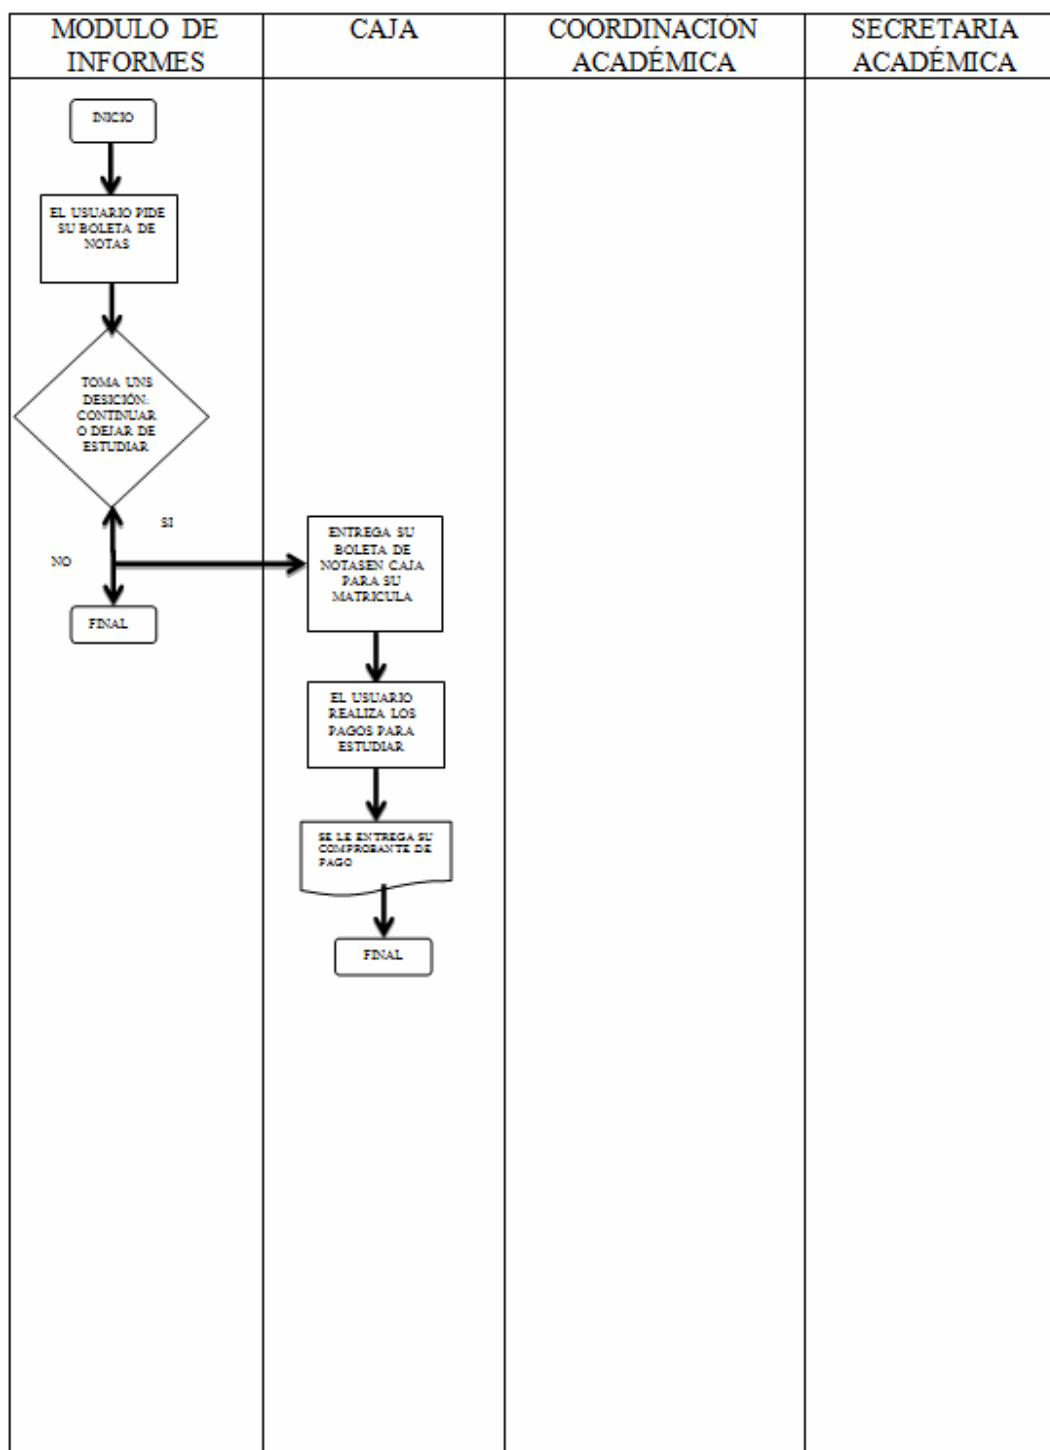 MODULO DE
INFORMES
CAJA
COORDINACIÓN
ACADÉMICA
SECRETARIA
ACADÉMICA
INICIO
EL USUARIO PIDE
SU BOLETA DE
NOTAS
TOMA UNS
DESICIÓN:
CONTINUAR
O DEJAR DE
ESTUDIAR
SI
NO
FINAL
ENTREGA SU
BOLETA DE
NOTASEN CAJA
PARA SU
MATRICULA
EL USUARIO
REALIZA LOS
PAGOS PARA
ESTUDIAR
SE LE ENTREGA SU
COMPROBANTE DE
PAGO
FINAL